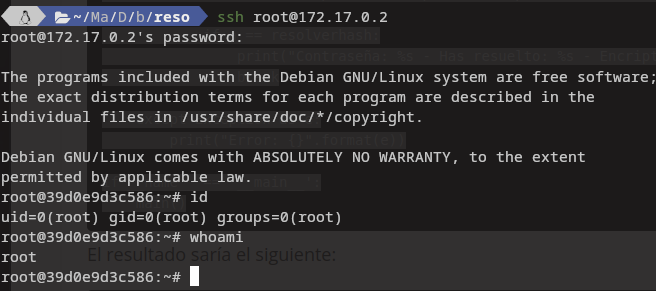 ~/Ma/D/b/reso ssh root@172.17.0.2
root@172.17.0.2's password:
The programs included with the Debian GNU/Linux system are free software;
the exact distribution terms for each program are described in the
individual files in /usr/share/doc/*/copyright.
Debian GNU/Linux comes with ABSOLUTELY NO WARRANTY, to the extent
permitted by applicable law.
root@39d0e9d3c586:~# id
uid=0(root) gid=0(root) groups=0(root)
root@39d0e9d3c586:~# whoami
El resultado saría el siguiente:
root
root@39d0e9d3c586:~#